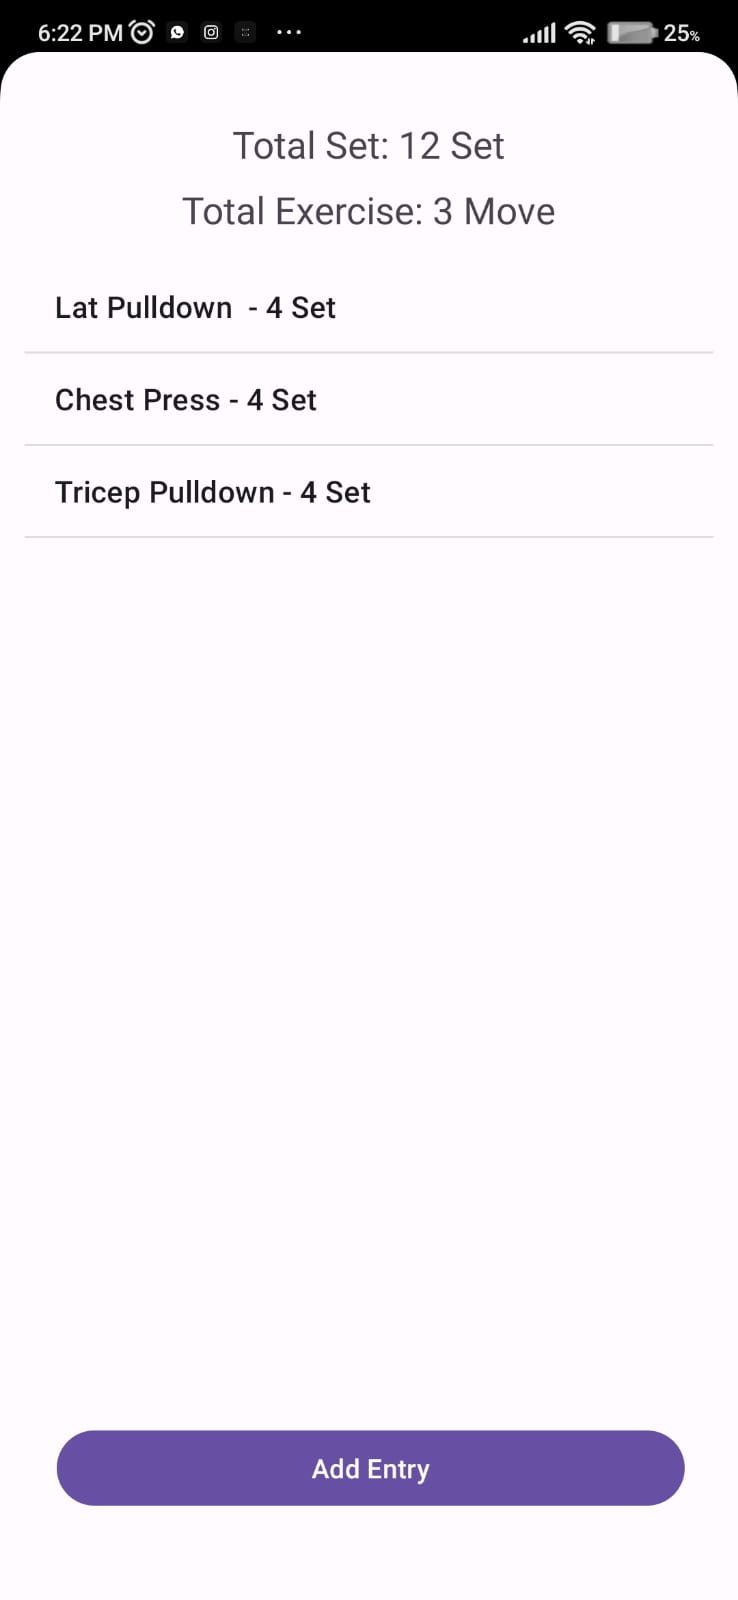 6:22 PM
25%
Total Set: 12 Set
Total Exercise: 3 Move
Lat Pulldown  - 4 Set
Chest Press - 4 Set
Tricep Pulldown - 4 Set
Add Entry